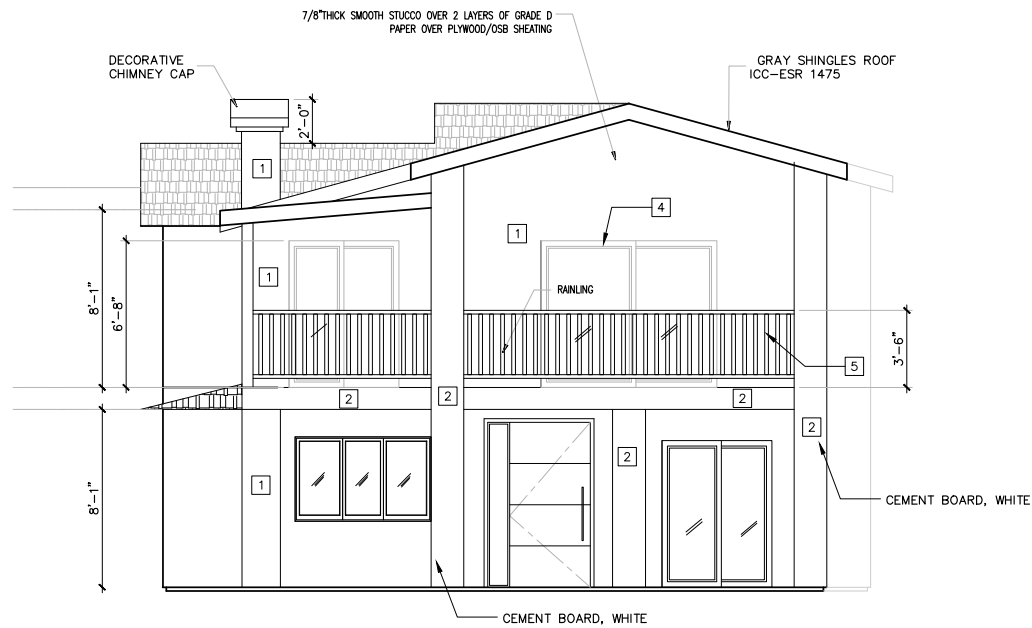 7/8"THICK SMOOTH STUCCO OVER 2 LAYERS OF GRADE D
PAPER OVER PLYWOOD/OSB SHEATING
DECORATIVE
CHIMNEY CAP
GRAY SHINGLES ROOF
ICC-ESR 1475
2'-0"
1
4
1
1
RAINLING
8'-1"
6'-8"
3'-6"
5
2
2
2
2
2
1
8'-1"
CEMENT BOARD, WHITE
CEMENT BOARD, WHITE